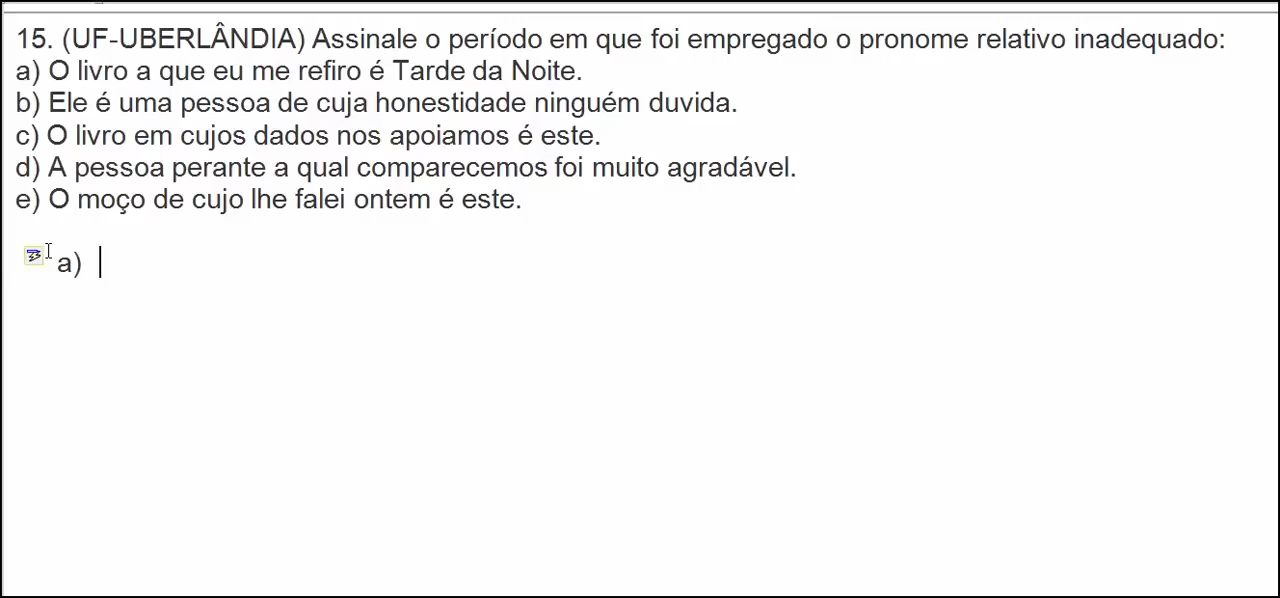 15. (UF-UBERLÂNDIA) Assinale o período em que foi empregado o pronome relativo inadequado:
a) O livro a que eu me refiro é Tarde da Noite.
b) Ele é uma pessoa de cuja honestidade ninguém duvida.
c) O livro em cujos dados nos apoiamos é este.
d) A pessoa perante a qual comparecemos foi muito agradável.
e) O moço de cujo lhe falei ontem é este.
a)